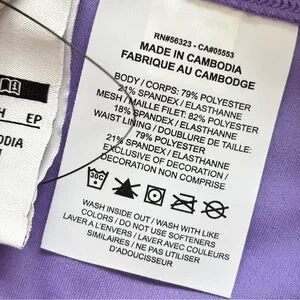 RN#56323 - CA#05553
MADE IN CAMBODIA
FABRIQUE AU CAMBODGE
BODY / CORPS: 79% POLYESTER
21% SPANDEX / ELASTHANNE
MESH / MAILLE FILET: 82% POLYESTER
18% SPANDEX / ELASTHANNE
WAIST LINING / DOUBLURE DE TAILLE:
79% POLYESTER
21% SPANDEX / ELASTHANNE
EXCLUSIVE OF DECORATION /
DECORATION NON COMPRISE
30C
WASH INSIDE OUT / WASH WITH LIKE
COLORS / DO NOT USE SOFTENERS
LAVER A L'ENVERS / LAVER AVEC COULEURS
SIMILAIRES / NE PAS UTILISER
D'ADOUCISSEUR
H EP
ODIA